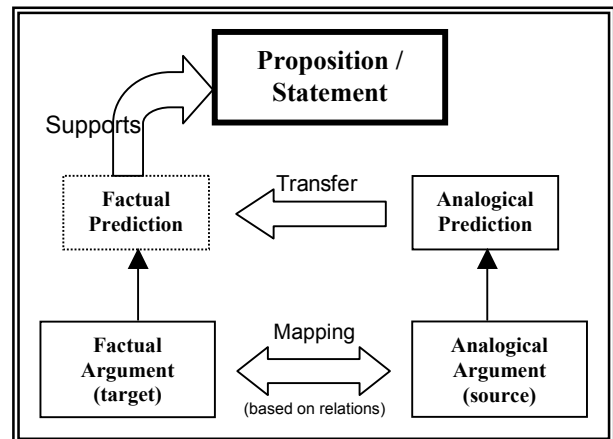 Proposition /
Statement
Supports
Factual
Prediction
Transfer
Analogical
Prediction
Factual
Argument
(target)
Mapping
(based on relations)
Analogical
Argument
(source)